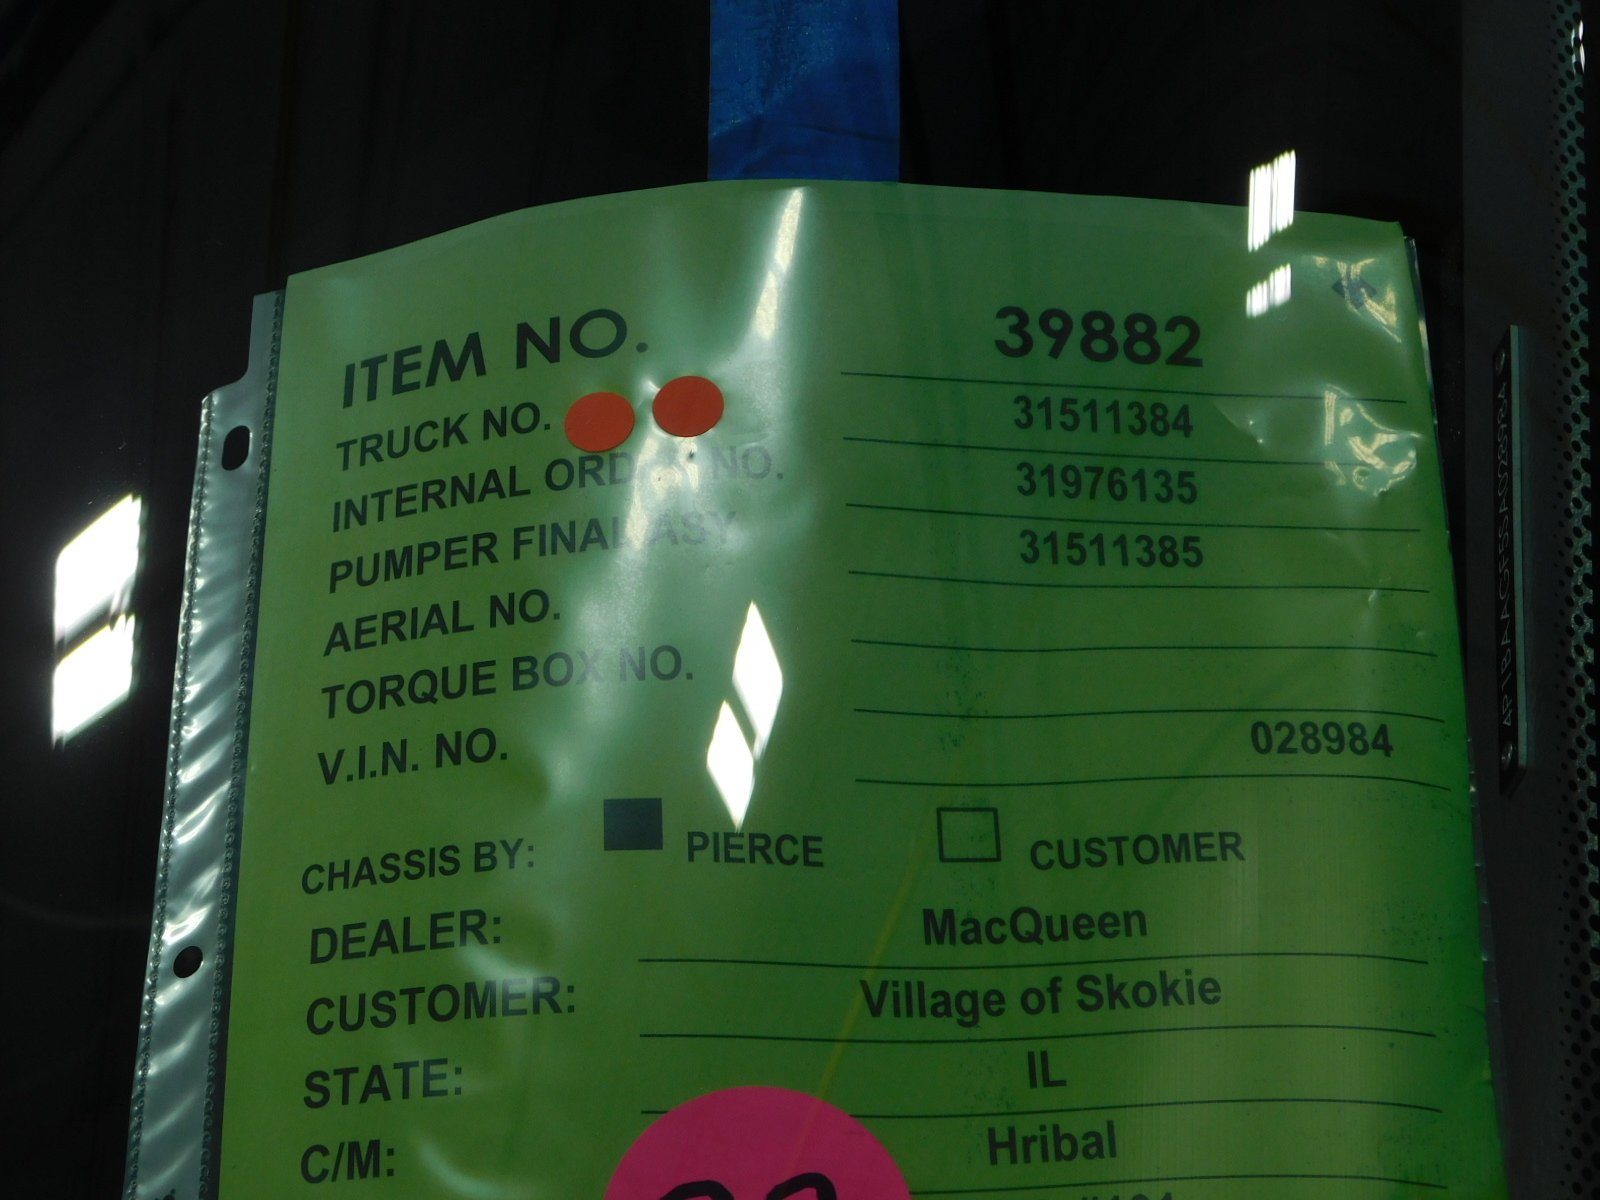 ITEM NO. 39882
TRUCK NO. 31511384
INTERNAL ORDER NO. 31976135
PUMPER FINAL ASY 31511385
AERIAL NO.
TORQUE BOX NO.
V.I.N. NO. 028984
CHASSIS BY: PIERCE CUSTOMER
DEALER: MacQueen
CUSTOMER: Village of Skokie
STATE: IL
C/M: Hribal